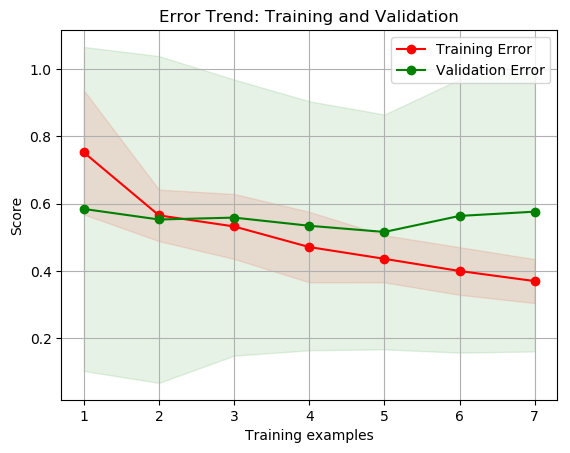 Error Trend: Training and Validation
Training Error
Validation Error
Score
1.0
0.8
0.6
0.4
0.2
1 2 3 4 5 6 7
Training examples